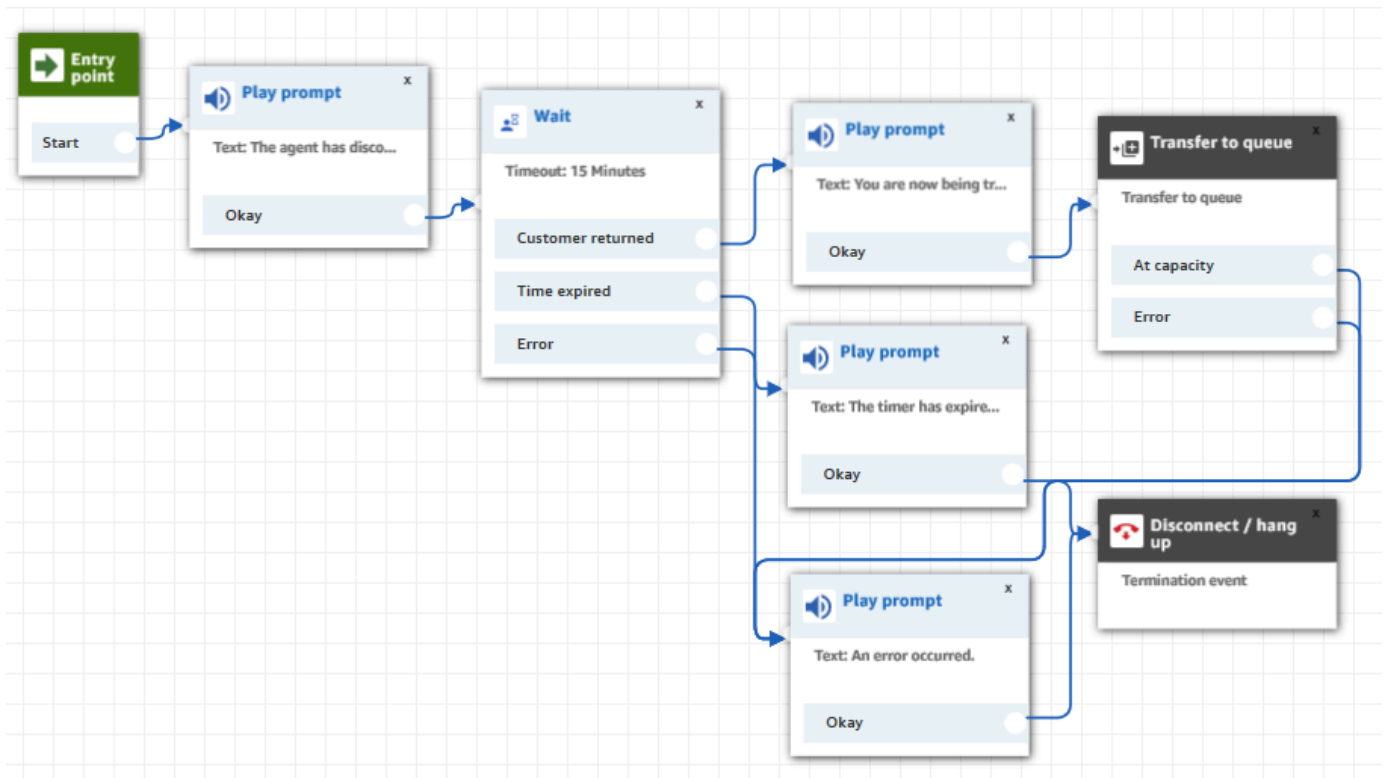 Entry
point
Start
x
Play prompt
Text: The agent has disco...
Okay
x
Wait
Timeout: 15 Minutes
Customer returned
Time expired
Error
x
Play prompt
Text: You are now being tr...
Okay
x
Transfer to queue
Transfer to queue
At capacity
Error
x
Play prompt
Text: The timer has expire...
Okay
x
Disconnect / hang
up
Termination event
x
Play prompt
Text: An error occurred.
Okay